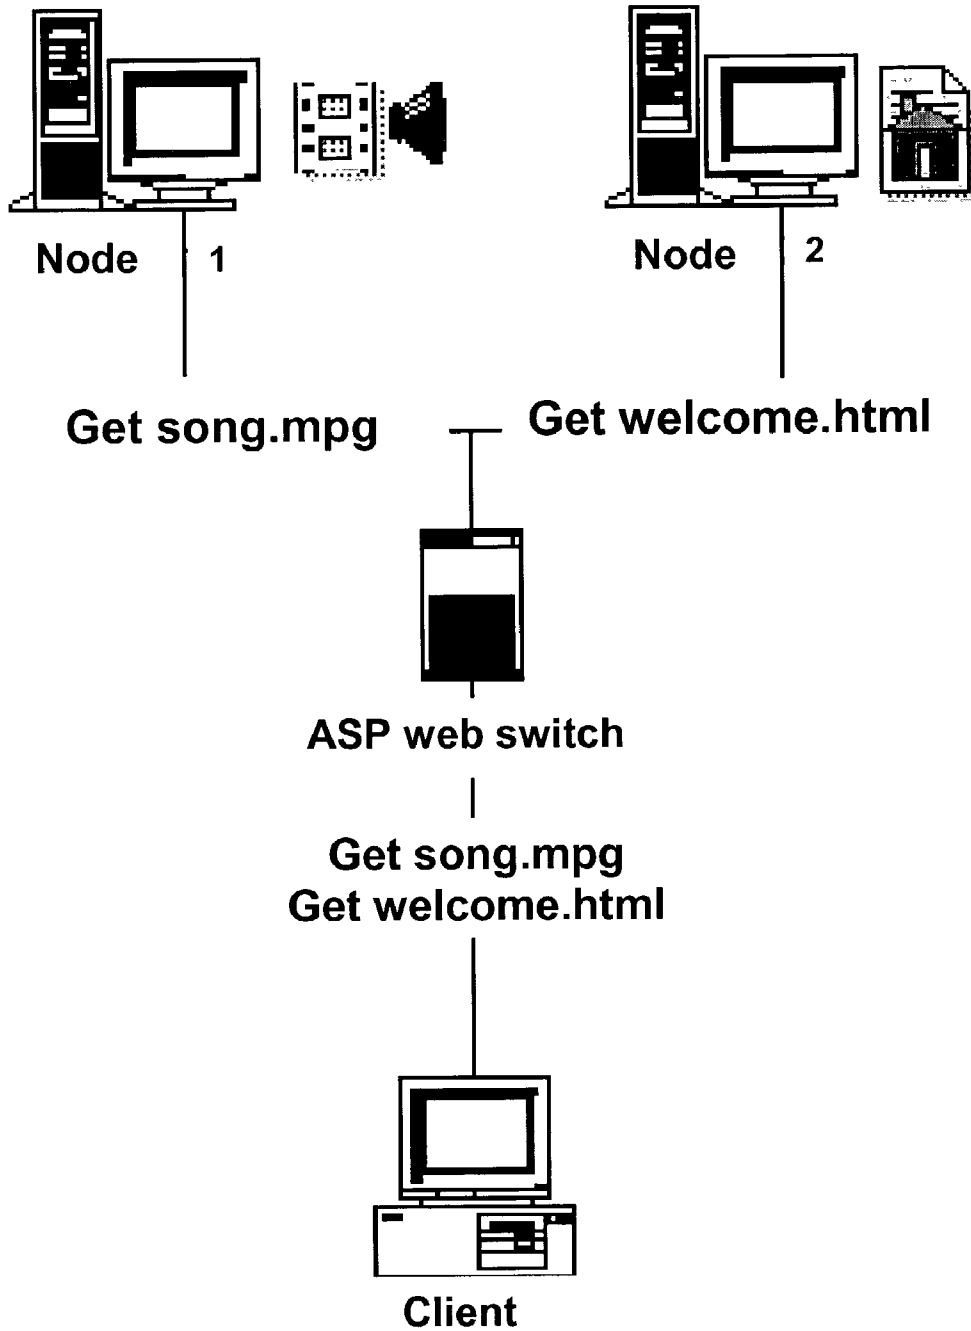 Node 1
Node 2
Get song.mpg
Get welcome.html
ASP web switch
Get song.mpg
Get welcome.html
Client